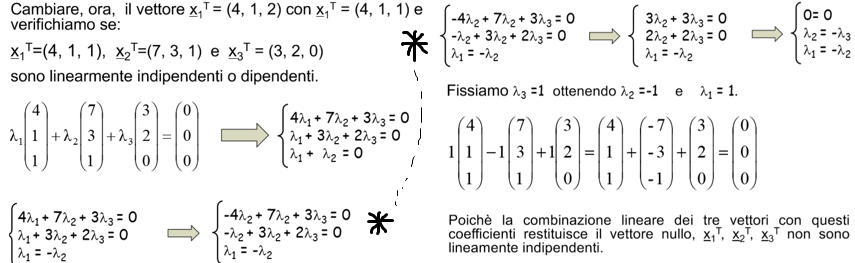 Cambiare, ora, il vettore x₁ᵀ = (4, 1, 2) con x₁ᵀ = (4, 1, 1) e
verifichiamo se:
x₁ᵀ=(4, 1, 1), x₂ᵀ=(7, 3, 1) e x₃ᵀ = (3, 2, 0)
sono linearmente indipendenti o dipendenti.
λ₁ (4 1 1) + λ₂ (7 3 1) + λ₃ (3 2 0) = (0 0 0)
4λ₁ + 7λ₂ + 3λ₃ = 0
λ₁ + 3λ₂ + 2λ₃ = 0
λ₁ + λ₂ = 0
4λ₁ + 7λ₂ + 3λ₃ = 0
λ₁ + 3λ₂ + 2λ₃ = 0
λ₁ = -λ₂
-4λ₂ + 7λ₂ + 3λ₃ = 0
-λ₂ + 3λ₂ + 2λ₃ = 0
λ₁ = -λ₂
-4λ₂ + 7λ₂ + 3λ₃ = 0
-λ₂ + 3λ₂ + 2λ₃ = 0
λ₁ = -λ₂
3λ₂ + 3λ₃ = 0
2λ₂ + 2λ₃ = 0
λ₁ = -λ₂
0= 0
λ₂ = -λ₃
λ₁ = -λ₂
Fissiamo λ₃ =1 ottenendo λ₂ =-1 e λ₁ = 1.
1 (4 1 1) −1 (7 3 1) +1 (3 2 0) = (4 1 1) + (-7 -3 -1) + (3 2 0) = (0 0 0)
Poichè la combinazione lineare dei tre vettori con questi
coefficienti restituisce il vettore nullo, x₁ᵀ, x₂ᵀ, x₃ᵀ non sono
lineamente indipendenti.